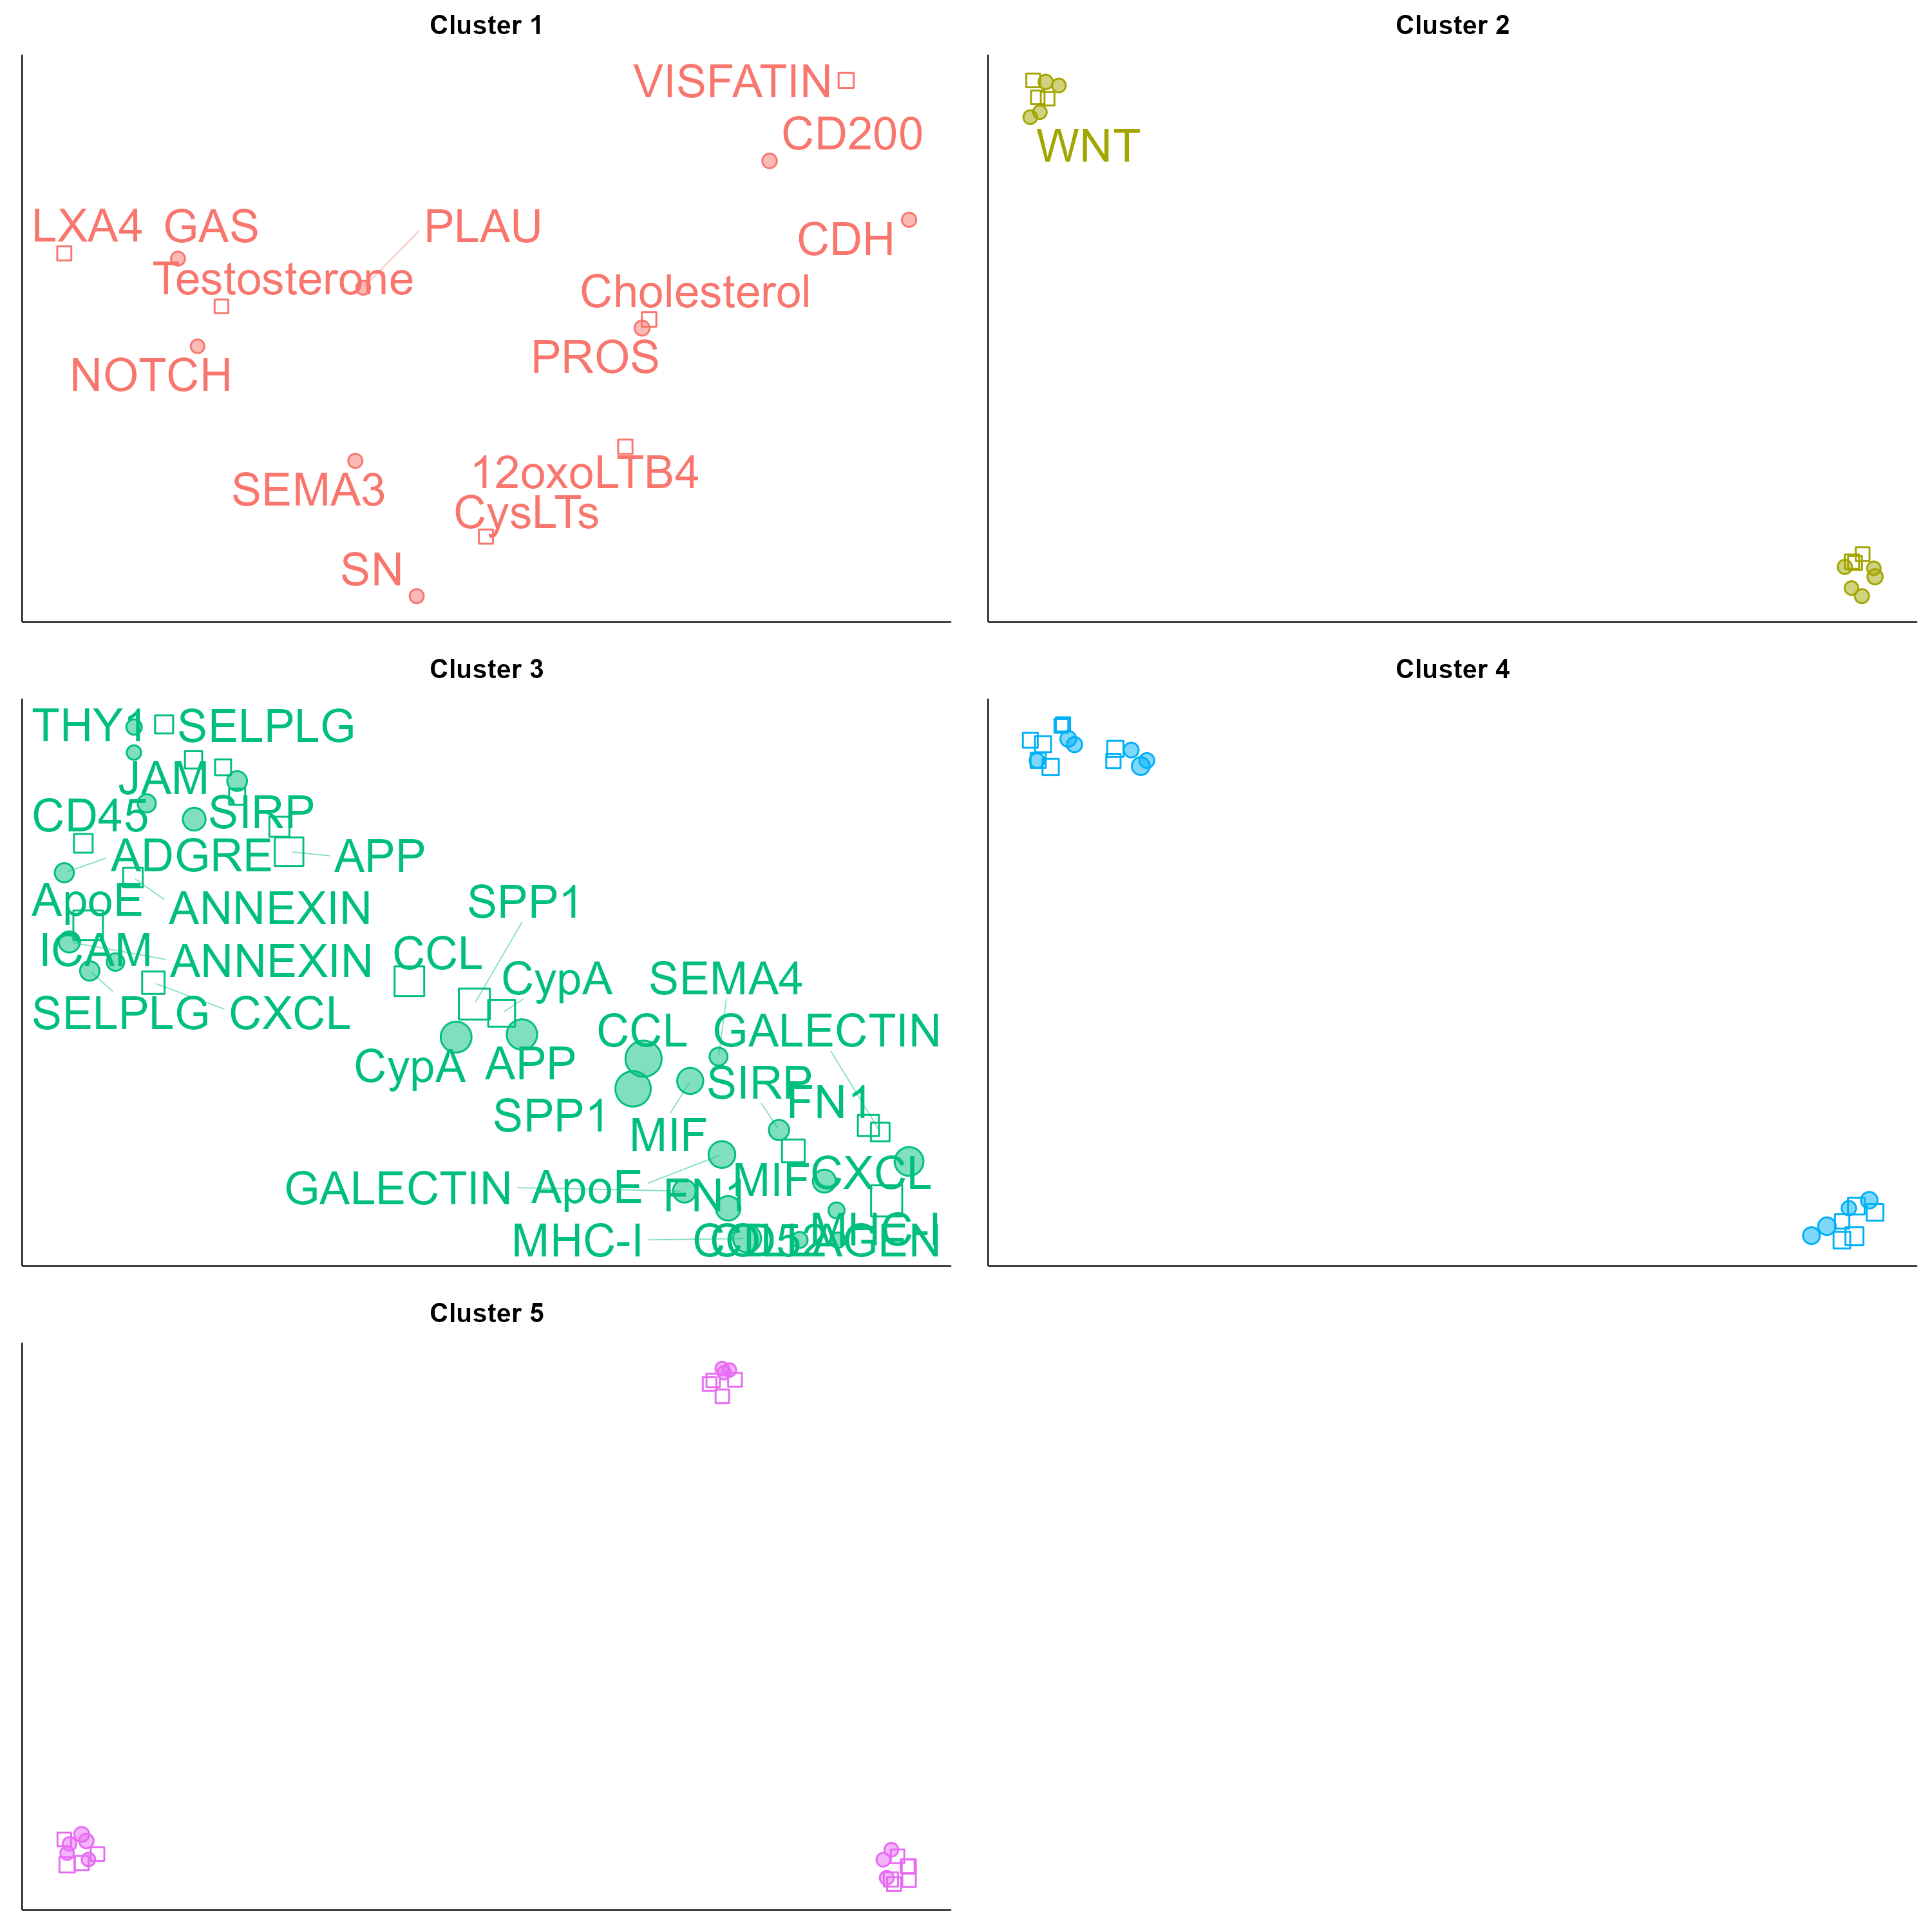 Cluster 1
VISFATIN
CD200
LXA4
GAS
PLAU
CDH
Testosterone
Cholesterol
PROS
NOTCH
12oxoLTB4
SEMA3
CysLTs
SN
Cluster 2
WNT
Cluster 3
THY1
SELPLG
JAM
CD45
SIRP
ADGRE
APP
ApoE
ANNEXIN
SPP1
ICAM
ANNEXIN
CCL
CypA
SEMA4
SELPLG
CXCL
CCL
GALECTIN
CypA
APP
SIRP
FN1
SPP1
MIF
GALECTIN
ApoE
FN1
MIF
CXCL
MHC-I
COLLAGEN
MHC-I
Cluster 4
Cluster 5